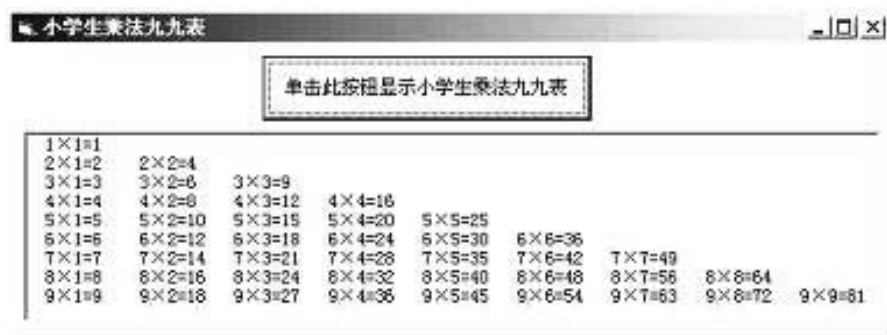 小学生乘法九九表
单击此按钮显示小学生乘法九九表
1×1=1
2×1=2 2×2=4
3×1=3 3×2=6 3×3=9
4×1=4 4×2=8 4×3=12 4×4=16
5×1=5 5×2=10 5×3=15 5×4=20 5×5=25
6×1=6 6×2=12 6×3=18 6×4=24 6×5=30 6×6=36
7×1=7 7×2=14 7×3=21 7×4=28 7×5=35 7×6=42 7×7=49
8×1=8 8×2=16 8×3=24 8×4=32 8×5=40 8×6=48 8×7=56 8×8=64
9×1=9 9×2=18 9×3=27 9×4=36 9×5=45 9×6=54 9×7=63 9×8=72 9×9=81